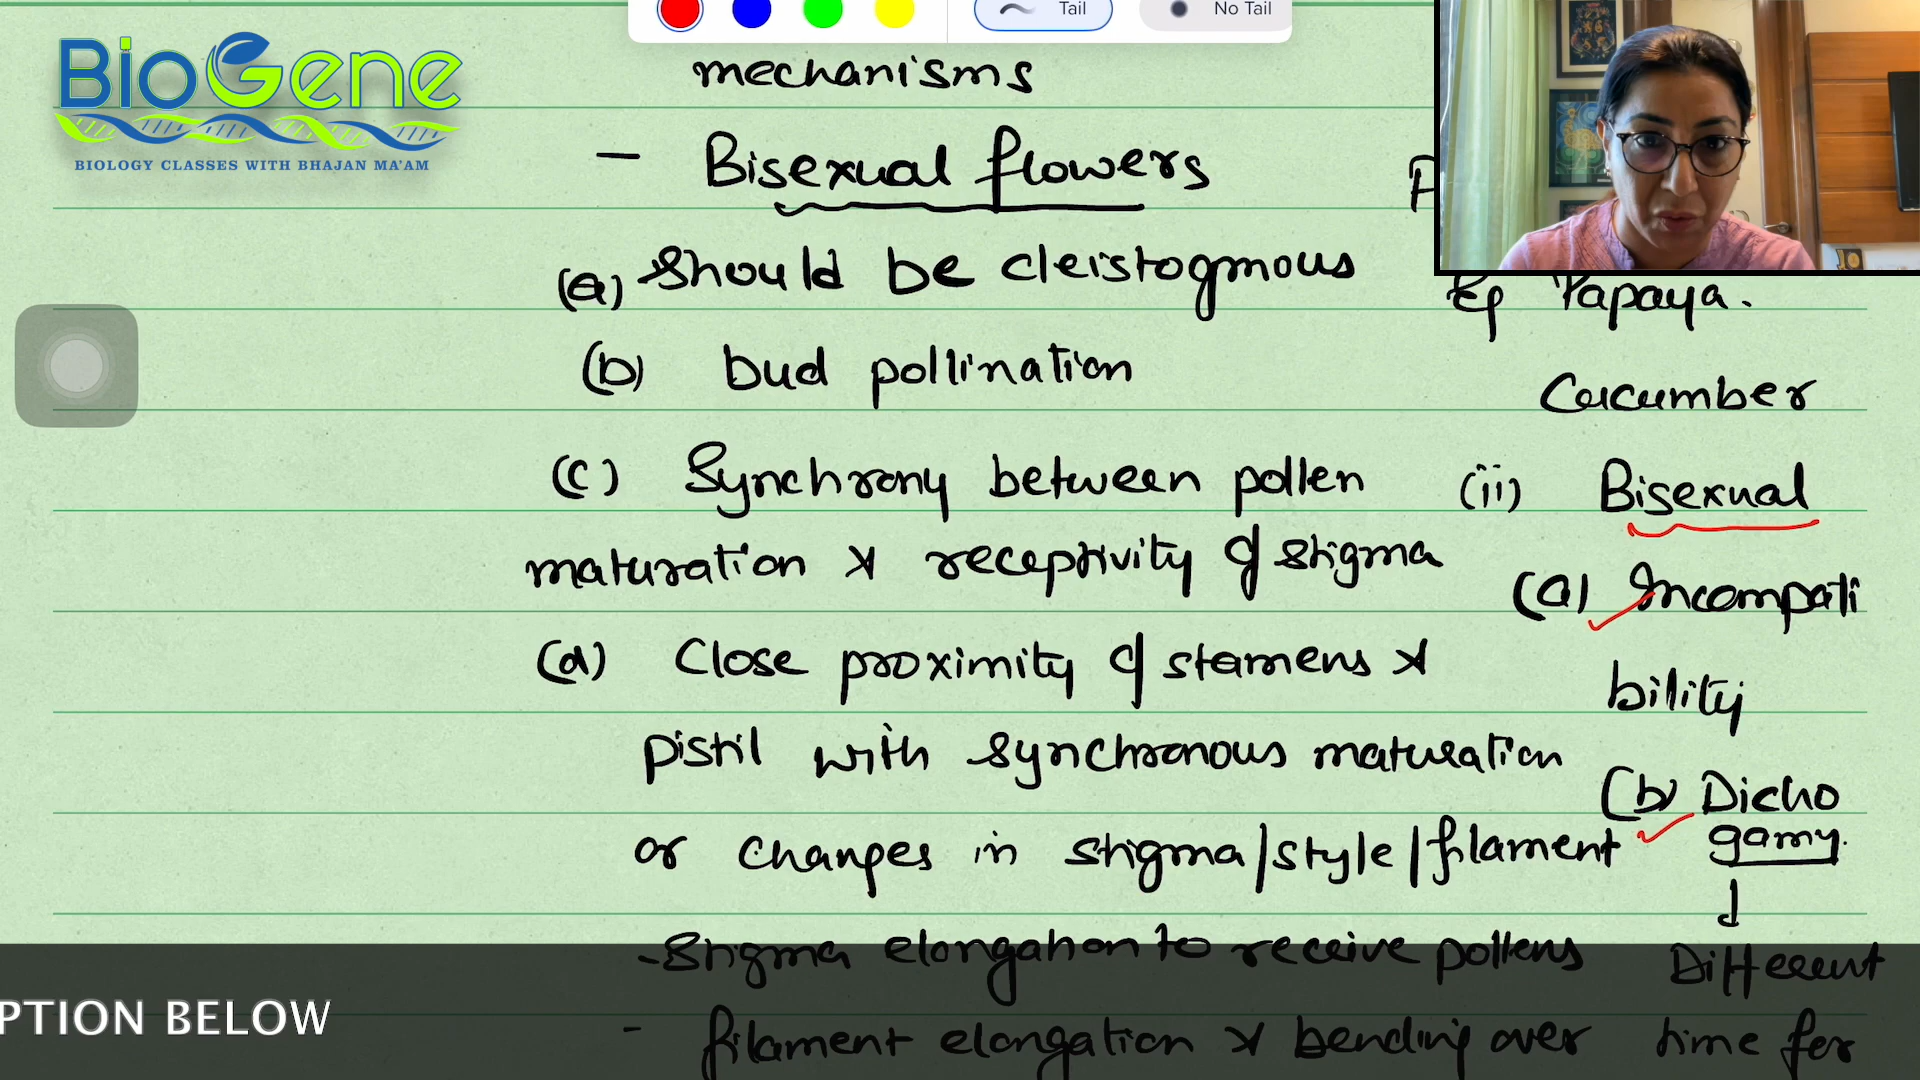 Tail
No Tail
BioGene
BIOLOGY CLASSES WITH BHAJAN MA'AM
mechanisms
- Bisexual flowers
(a) Should be cleistogmous
(b) bud pollination
(c) Synchrony between pollen
maturation & receptivity of stigma
(d) Close proximity of stamens &
pistil with synchronous maturation
or changes in stigma/style/filament
- Stigma elongation to receive pollens
- filament elongation & bending over
Eg Papaya.
Cucumber
(ii) Bisexual
(a) Incompati
bility
(b) Dicho
gamy.
Different
time for
PTION BELOW